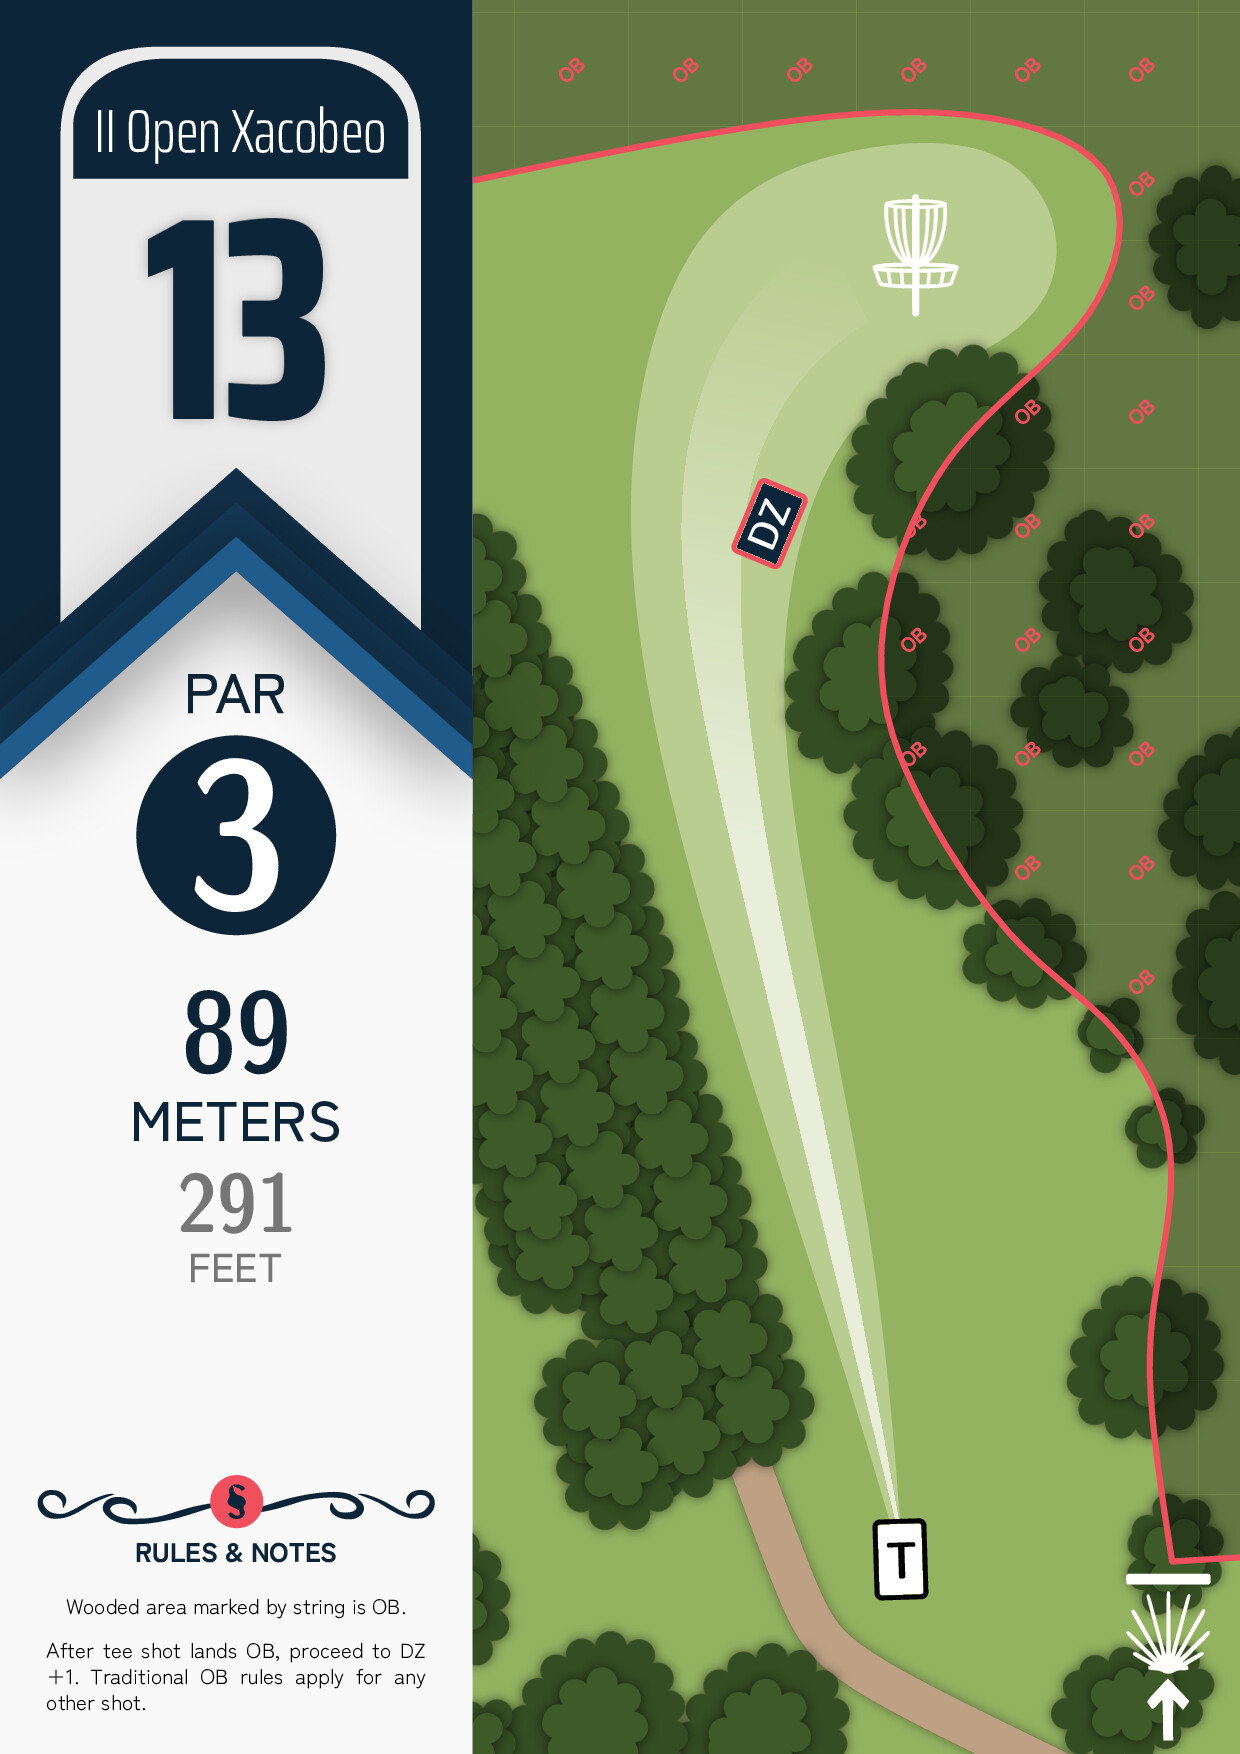 II Open Xacobeo
13
PAR
3
89
METERS
291
FEET
§
RULES & NOTES
Wooded area marked by string is OB.
After tee shot lands OB, proceed to DZ
+1. Traditional OB rules apply for any
other shot.
OB OB OB OB OB OB
OB
OB
OB OB
OB OB OB
OB OB OB
OB OB OB
OB OB
OB
DZ
T